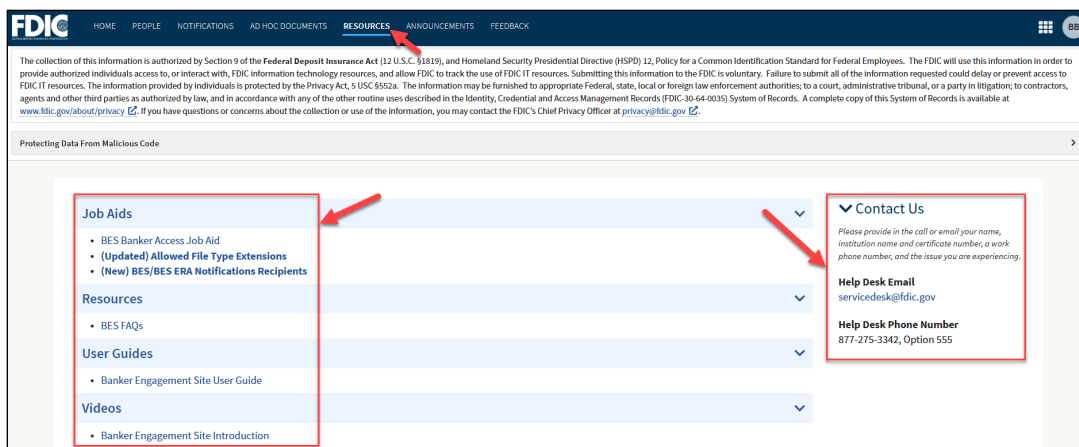 FDIC
HOME PEOPLE NOTIFICATIONS AD HOC DOCUMENTS RESOURCES ANNOUNCEMENTS FEEDBACK
BB
The collection of this information is authorized by Section 9 of the Federal Deposit Insurance Act (12 U.S.C. §1819), and Homeland Security Presidential Directive (HSPD) 12, Policy for a Common Identification Standard for Federal Employees. The FDIC will use this information in order to
provide authorized individuals access to, or interact with, FDIC information technology resources, and allow FDIC to track the use of FDIC IT resources. Submitting this information to the FDIC is voluntary. Failure to submit all of the information requested could delay or prevent access to
FDIC IT resources. The information provided by individuals is protected by the Privacy Act, 5 USC §552a. The information may be furnished to appropriate Federal, state, local or foreign law enforcement authorities; to a court, administrative tribunal, or a party in litigation; to contractors,
agents and other third parties as authorized by law, and in accordance with any of the other routine uses described in the Identity, Credential and Access Management Records (FDIC-30-64-0035) System of Records. A complete copy of this System of Records is available at
www.fdic.gov/about/privacy. If you have questions or concerns about the collection or use of the information, you may contact the FDIC's Chief Privacy Officer at privacy@fdic.gov.
Protecting Data From Malicious Code
Job Aids
BES Banker Access Job Aid
(Updated) Allowed File Type Extensions
(New) BES/BES ERA Notifications Recipients
Resources
BES FAQs
User Guides
Banker Engagement Site User Guide
Videos
Banker Engagement Site Introduction
Contact Us
Please provide in the call or email your name,
institution name and certificate number, a work
phone number, and the issue you are experiencing.
Help Desk Email
servicedesk@fdic.gov
Help Desk Phone Number
877-275-3342, Option 555